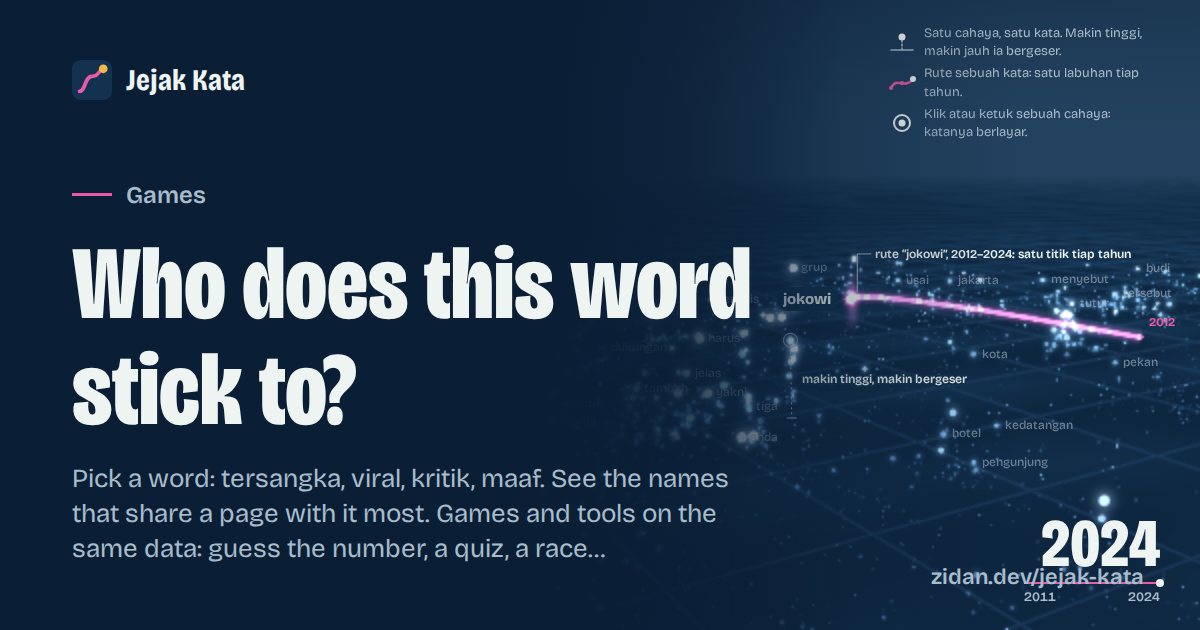 Jejak Kata
Satu cahaya, satu kata. Makin tinggi,
makin jauh ia bergeser.
Rute sebuah kata: satu labuhan tiap
tahun.
Klik atau ketuk sebuah cahaya:
katanya berlayar.
Games
Who does this word
stick to?
Pick a word: tersangka, viral, kritik, maaf. See the names
that share a page with it most. Games and tools on the
same data: guess the number, a quiz, a race...
rute “jokowi”, 2012–2024: satu titik tiap tahun
grup
usai
jakarta
menyebut
budi
jokowi
2012
harus
kota
pekan
jelas
makin tinggi, makin bergeser
yakni
tiga
hotel
kedatangan
pengunjung
2024
zidan.dev/jejak-kata
2011
2024